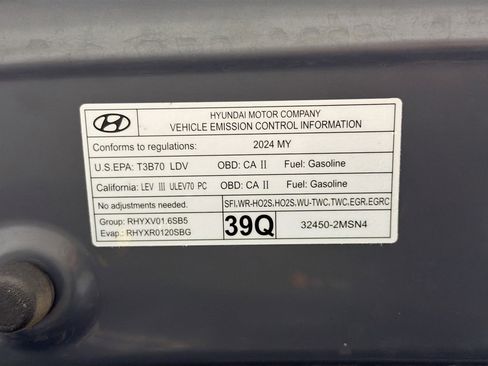 HYUNDAI MOTOR COMPANY
VEHICLE EMISSION CONTROL INFORMATION
Conforms to regulations: 2024 MY
U.S.EPA: T3B70 LDV OBD: CA II Fuel: Gasoline
California: LEV III ULEV70 PC OBD: CA II Fuel: Gasoline
No adjustments needed. SFI.WR-HO2S.HO2S.WU-TWC.TWC.EGR.EGRC
Group: RHYXV01.6SB5 39Q 32450-2MSN4
Evap.: RHYXR0120SBG